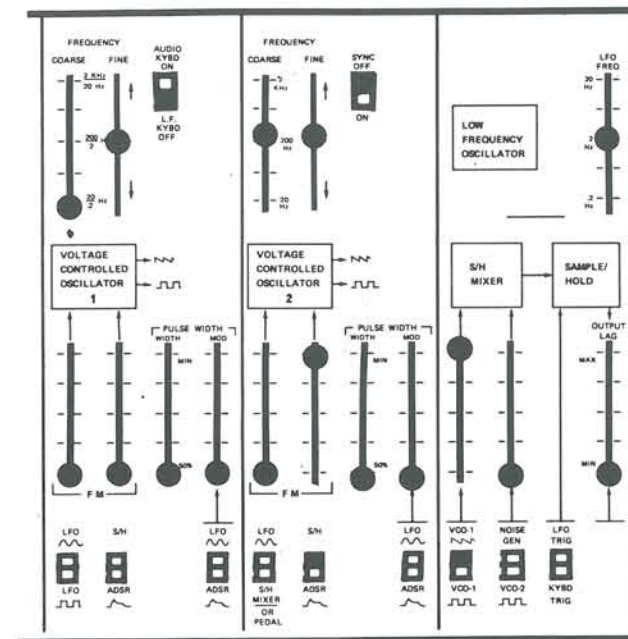 FREQUENCY
COARSE FINE
AUDIO
KYBD
ON
2 KHz
20 Hz
200
2
20 Hz
.2
L.F.
KYBD
OFF
VOLTAGE
CONTROLLED
OSCILLATOR
1
PULSE WIDTH
WIDTH MOD
MIN
50%
FM
LFO S/H LFO
LFO ADSR ADSR
FREQUENCY
COARSE FINE
SYNC
OFF
KHz
200
Hz
20
Hz
ON
VOLTAGE
CONTROLLED
OSCILLATOR
2
PULSE WIDTH
WIDTH MOD
MIN
50%
FM
LFO S/H LFO
S/H
MIXER
OR
PEDAL
ADSR ADSR
LFO
FREQ
20
Hz
2
Hz
.2
Hz
LOW
FREQUENCY
OSCILLATOR
S/H
MIXER
SAMPLE/
HOLD
OUTPUT
LAG
MAX
MIN
VCO-1 NOISE
GEN
LFO
TRIG
VCO-1 VCO-2 KYBD
TRIG